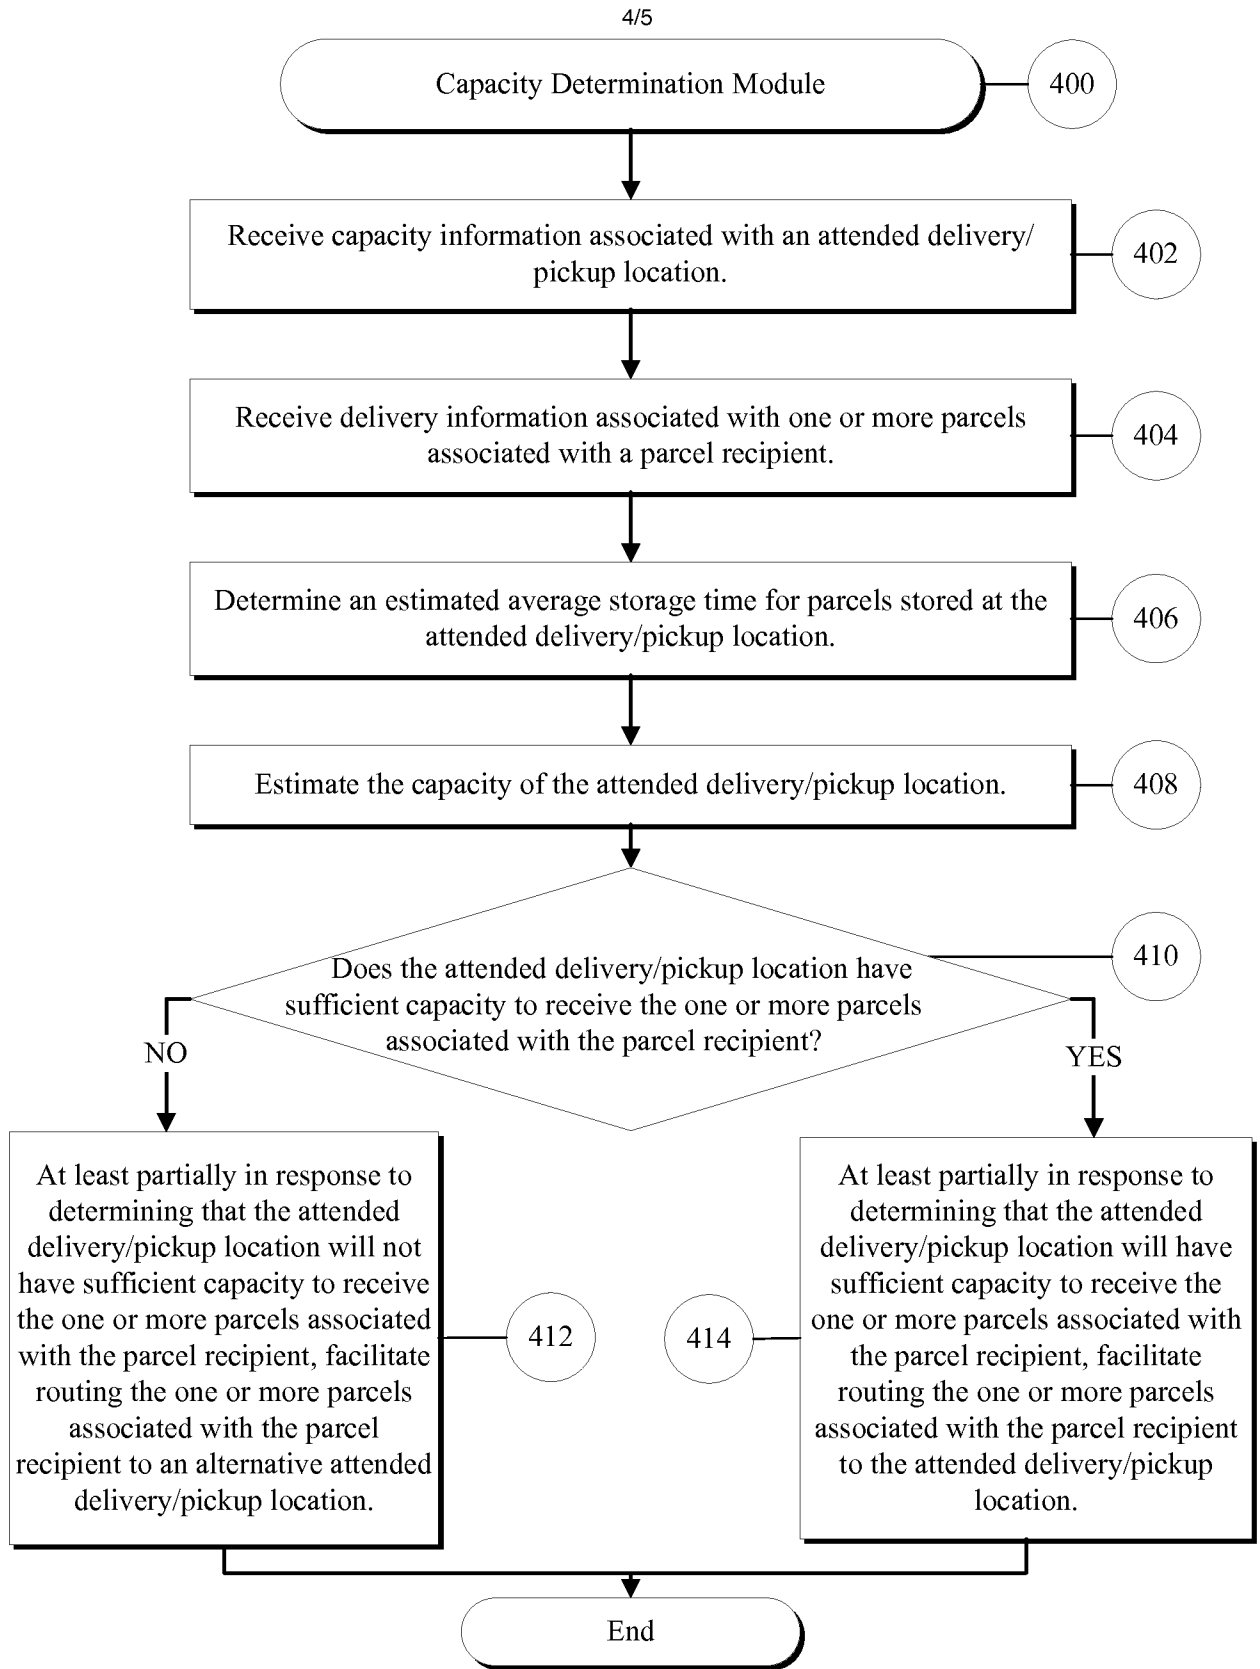 4/5
Capacity Determination Module
400
Receive capacity information associated with an attended delivery/
pickup location.
402
Receive delivery information associated with one or more parcels
associated with a parcel recipient.
404
Determine an estimated average storage time for parcels stored at the
attended delivery/pickup location.
406
Estimate the capacity of the attended delivery/pickup location.
408
Does the attended delivery/pickup location have
sufficient capacity to receive the one or more parcels
associated with the parcel recipient?
410
NO
YES
At least partially in response to
determining that the attended
delivery/pickup location will not
have sufficient capacity to receive
the one or more parcels associated
with the parcel recipient, facilitate
routing the one or more parcels
associated with the parcel
recipient to an alternative attended
delivery/pickup location.
412
414
At least partially in response to
determining that the attended
delivery/pickup location will have
sufficient capacity to receive the
one or more parcels associated with
the parcel recipient, facilitate
routing the one or more parcels
associated with the parcel recipient
to the attended delivery/pickup
location.
End